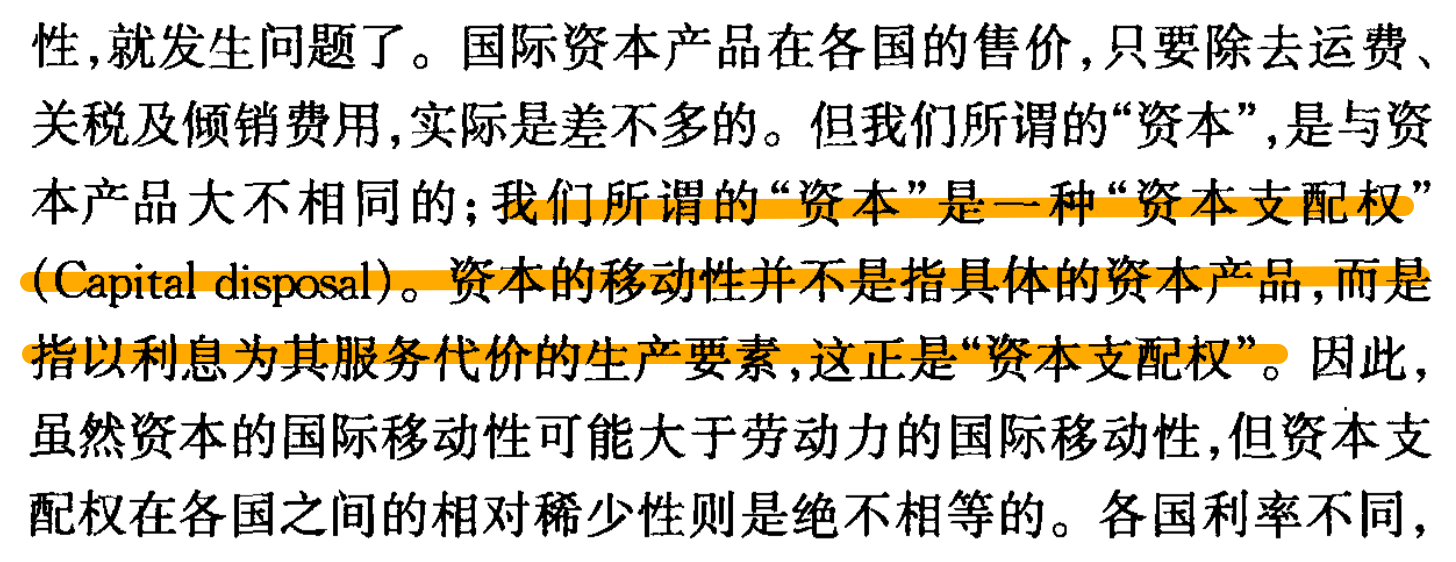 性,就发生问题了。国际资本产品在各国的售价,只要除去运费、
关税及倾销费用,实际是差不多的。但我们所谓的“资本”,是与资
本产品大不相同的;我们所谓的“资本”是一种“资本支配权”
(Capital disposal)。资本的移动性并不是指具体的资本产品,而是
指以利息为其服务代价的生产要素,这正是“资本支配权”。因此,
虽然资本的国际移动性可能大于劳动力的国际移动性,但资本支
配权在各国之间的相对稀少性则是绝不相等的。各国利率不同,